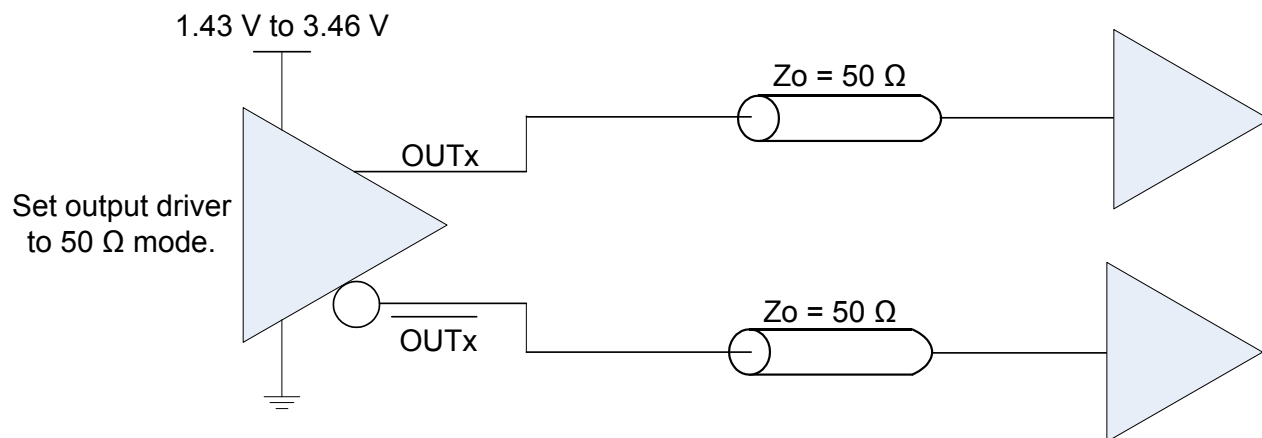 1.43 V to 3.46 V
Zo = 50 Ω
OUTx
Set output driver
to 50 Ω mode.
Zo = 50 Ω
OUTx